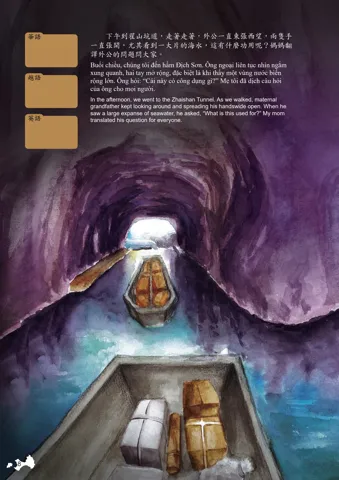 華語
越語
英語
下午到翟山坑道，走著走著，外公一直東張西望，兩隻手
一直張開。尤其看到一大片的海水，這有什麼功用呢？媽媽翻
譯外公的問題問大家。
Buổi chiều, chúng tôi đến hầm Địch Sơn. Ông ngoại liên tục nhìn ngắm
xung quanh, hai tay mở rộng, đặc biệt là khi thấy một vùng nước biển
rộng lớn. Ông hỏi: “Cái này có công dụng gì?” Mẹ tôi đã dịch câu hỏi
của ông cho mọi người.
In the afternoon, we went to the Zhaishan Tunnel. As we walked, maternal
grandfather kept looking around and spreading his handswide open. When he
saw a large expanse of seawater, he asked, “What is this used for?” My mom
translated his question for everyone.